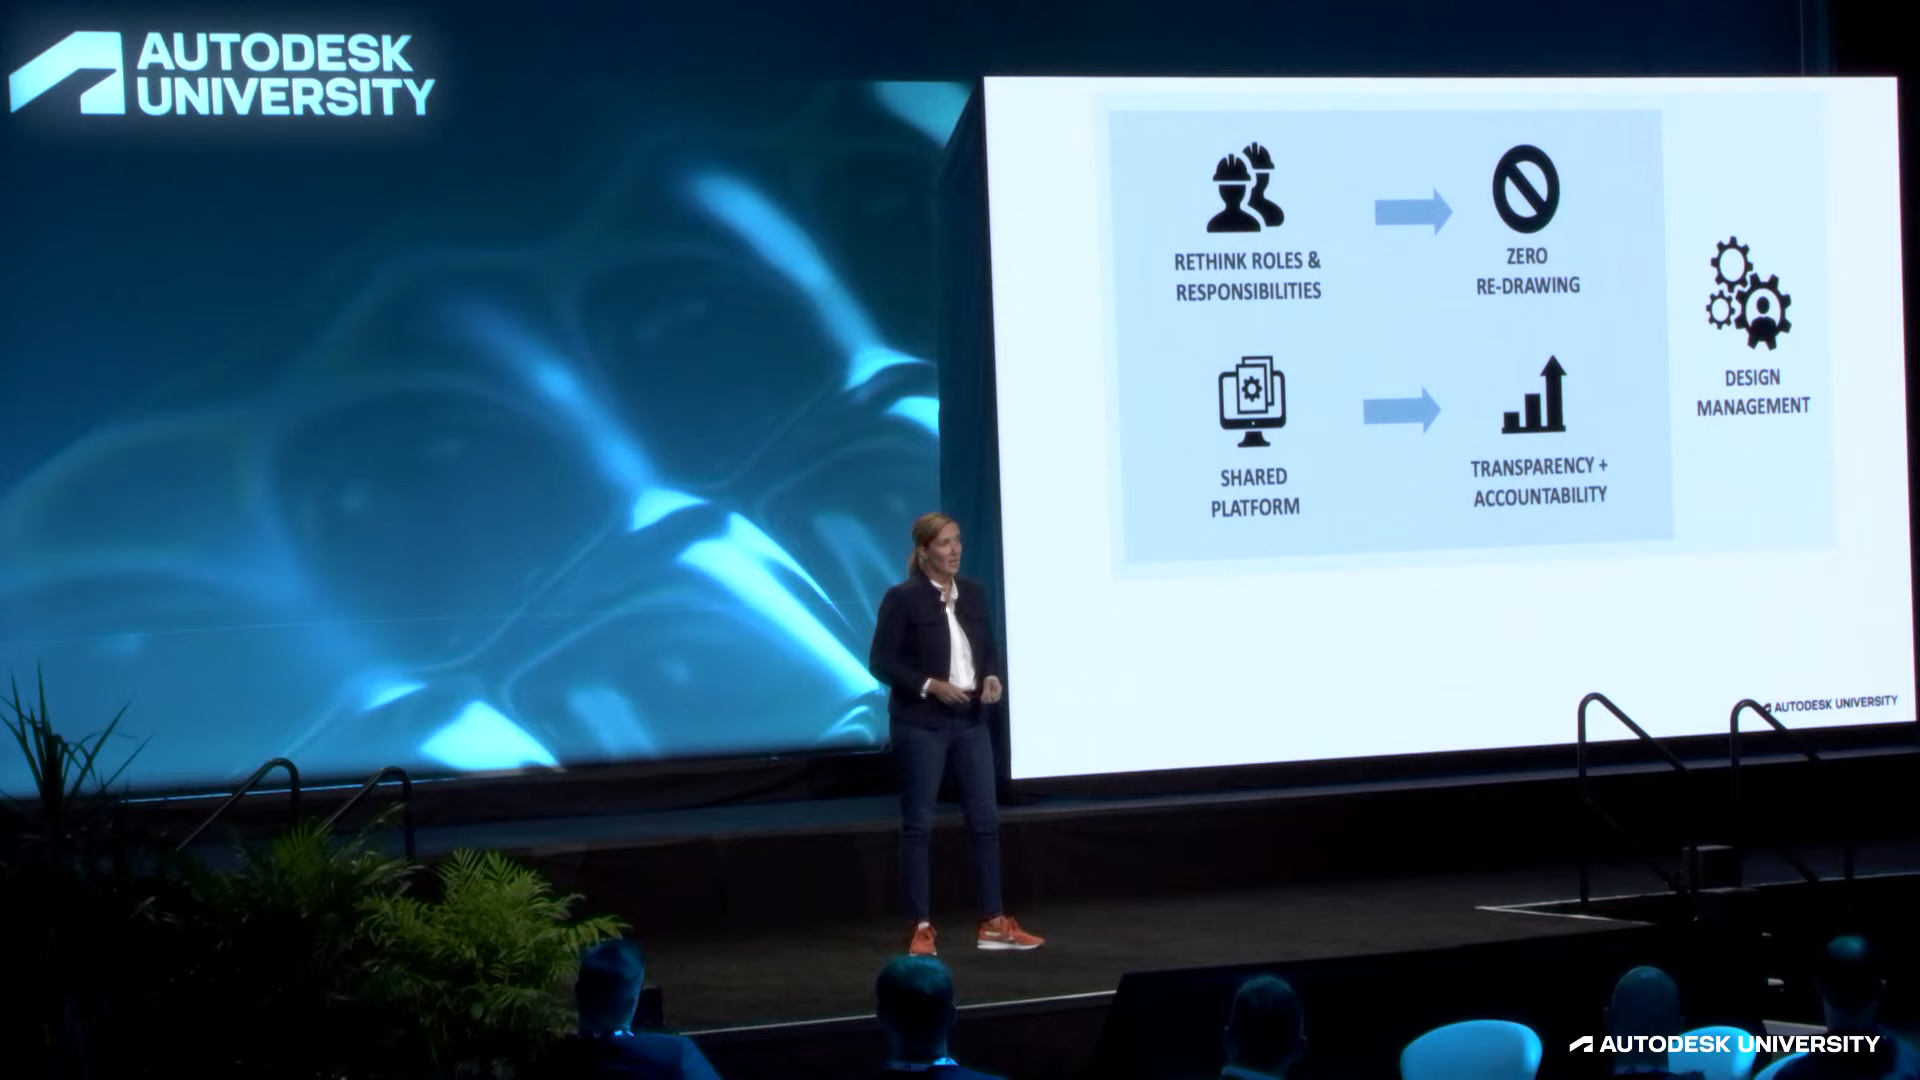 AUTODESK
UNIVERSITY
RETHINK ROLES &
RESPONSIBILITIES
ZERO
RE-DRAWING
SHARED
PLATFORM
TRANSPARENCY +
ACCOUNTABILITY
DESIGN
MANAGEMENT
AUTODESK UNIVERSITY
AUTODESK UNIVERSITY